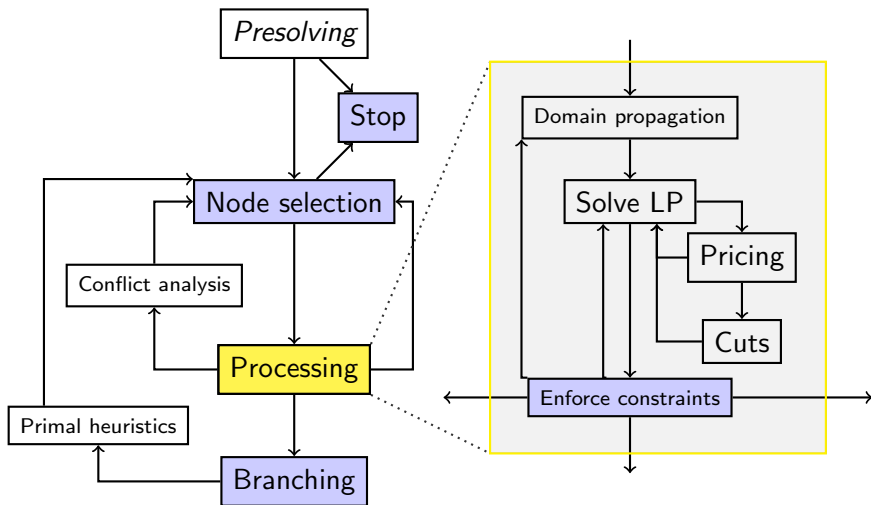 Presolving
Stop
Node selection
Conflict analysis
Processing
Primal heuristics
Branching
Domain propagation
Solve LP
Pricing
Cuts
Enforce constraints